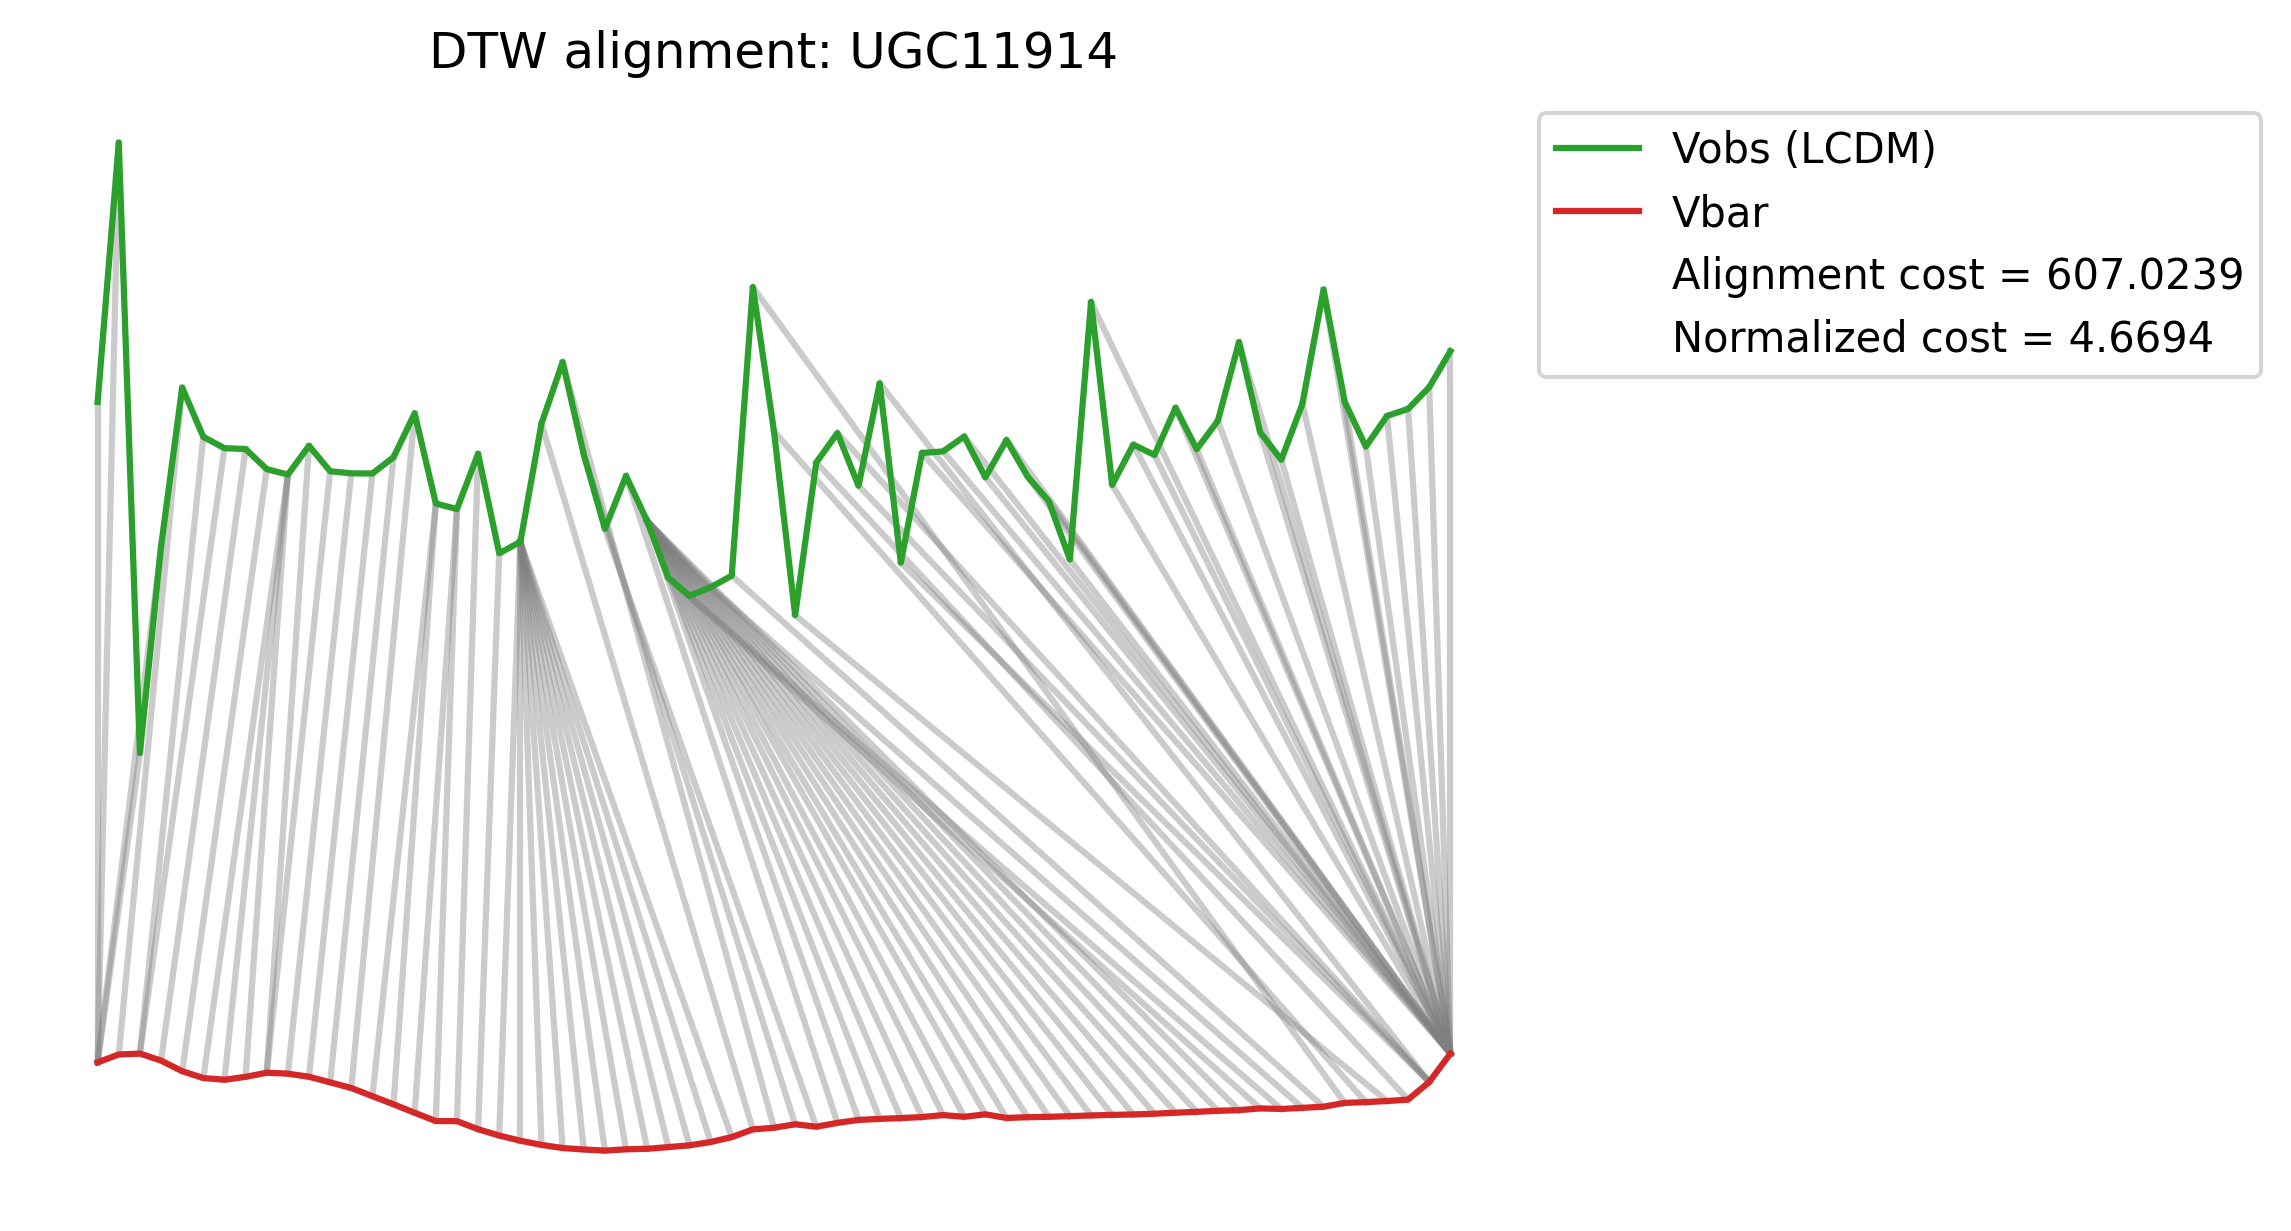 DTW alignment: UGC11914
Vobs (LCDM)
Vbar
Alignment cost = 607.0239
Normalized cost = 4.6694